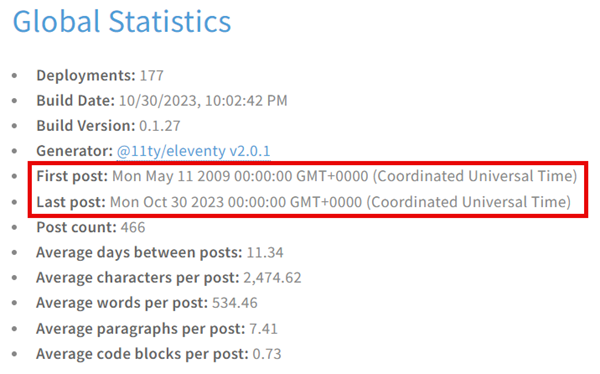 Global Statistics
Deployments: 177
Build Date: 10/30/2023, 10:02:42 PM
Build Version: 0.1.27
Generator: @11ty/eleventy v2.0.1
First post: Mon May 11 2009 00:00:00 GMT+0000 (Coordinated Universal Time)
Last post: Mon Oct 30 2023 00:00:00 GMT+0000 (Coordinated Universal Time)
Post count: 466
Average days between posts: 11.34
Average characters per post: 2,474.62
Average words per post: 534.46
Average paragraphs per post: 7.41
Average code blocks per post: 0.73